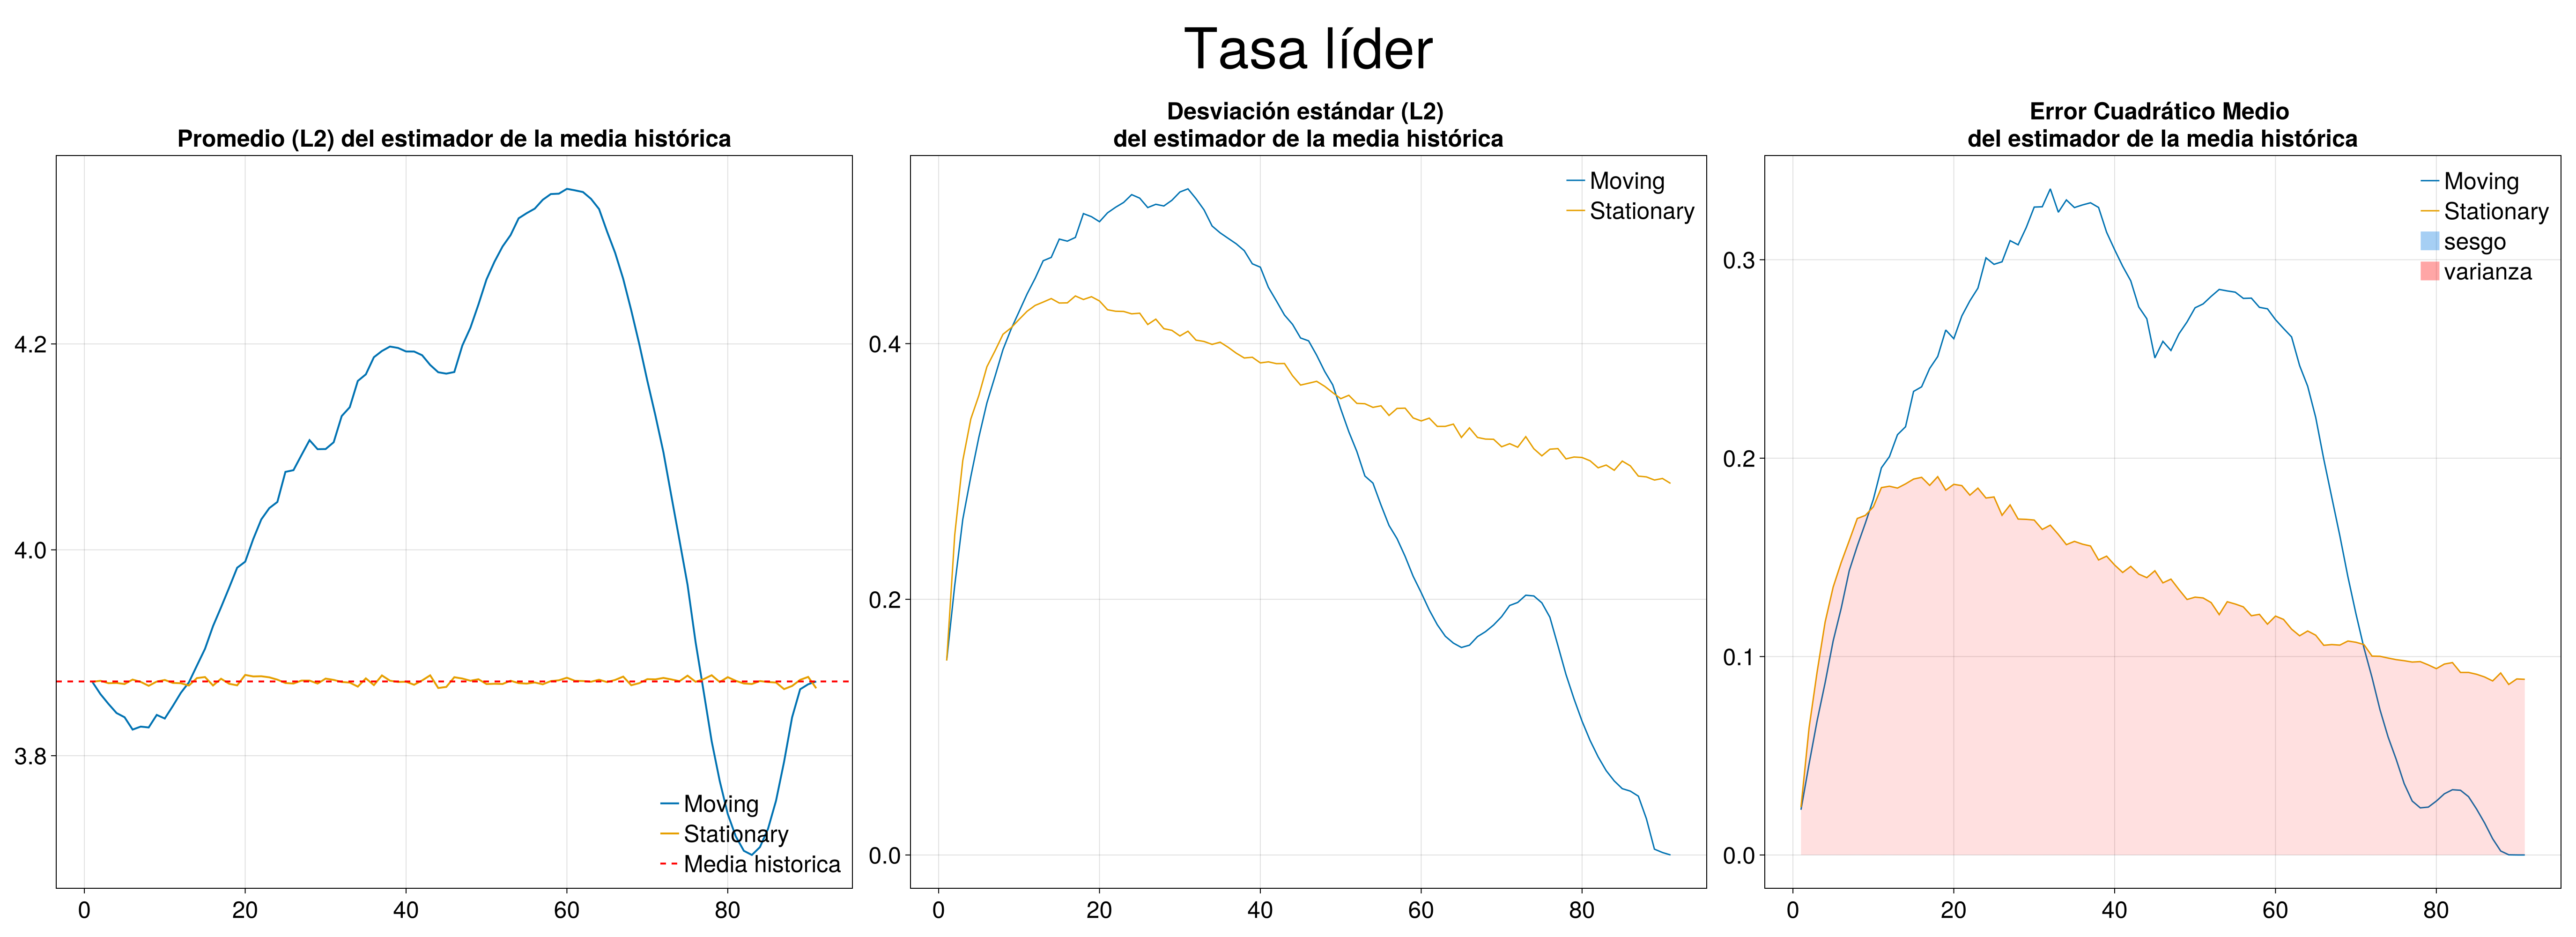 Tasa líder
Promedio (L2) del estimador de la media histórica
4.2
4.0
3.8
0 20 40 60 80
Moving
Stationary
Media historica
Desviación estándar (L2)
del estimador de la media histórica
0.4
0.2
0.0
0 20 40 60 80
Moving
Stationary
Error Cuadrático Medio
del estimador de la media histórica
0.3
0.2
0.1
0.0
0 20 40 60 80
Moving
Stationary
sesgo
varianza